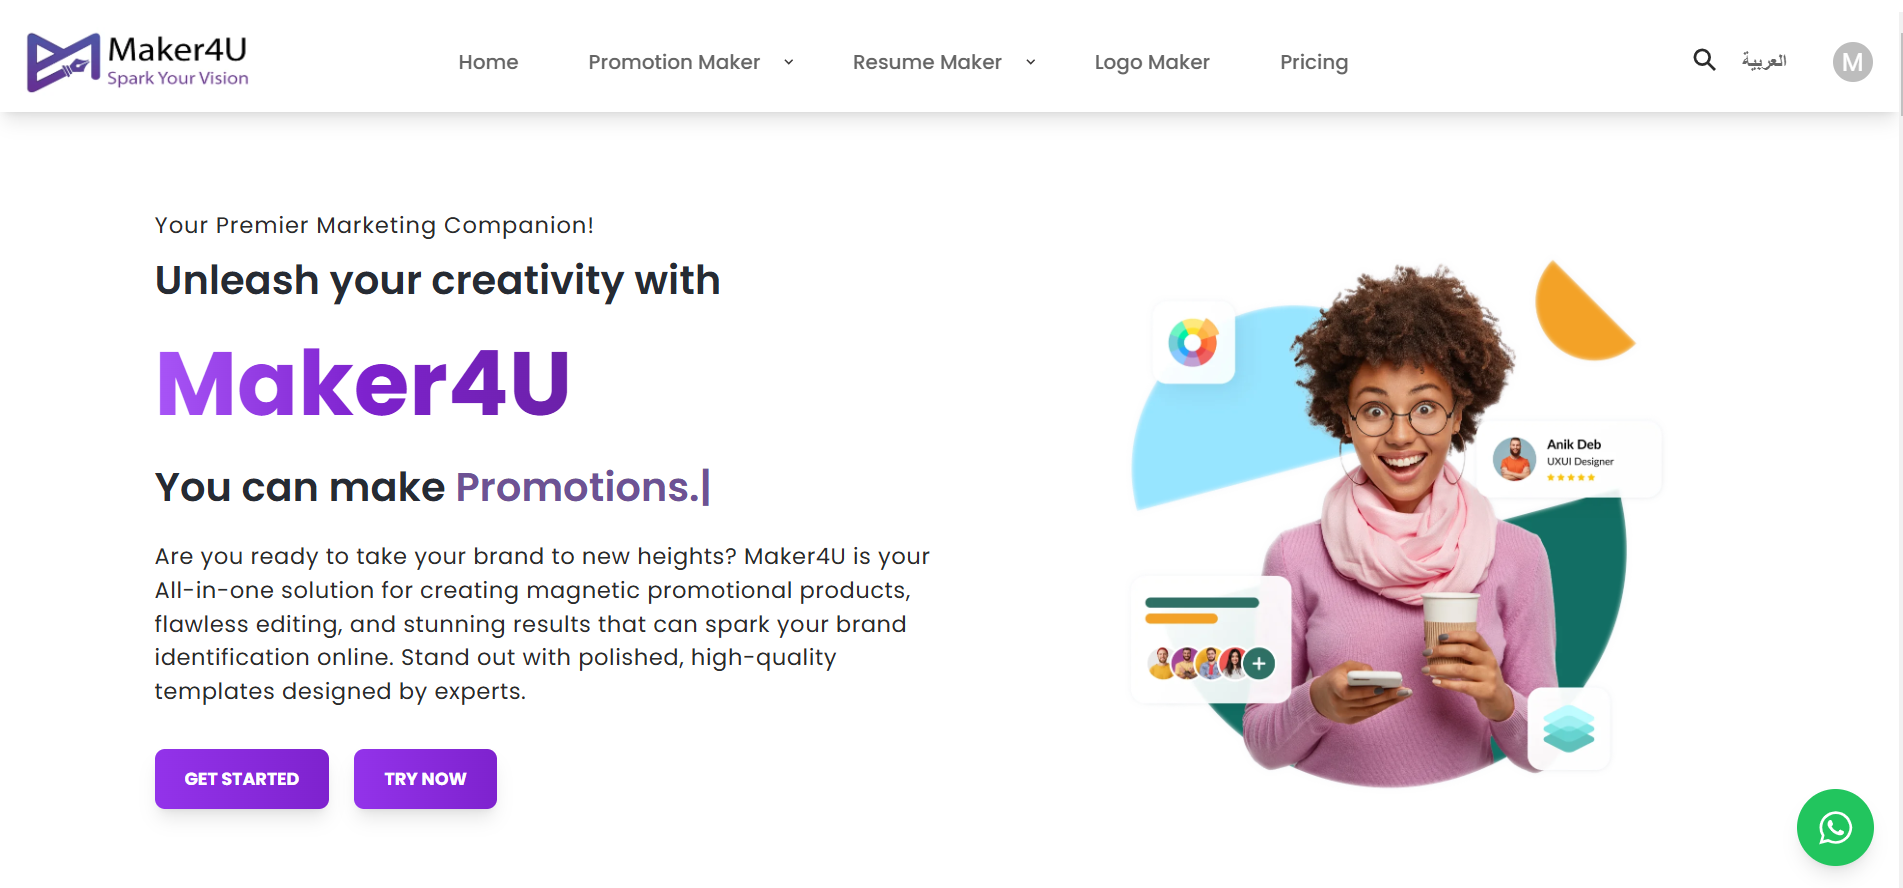 Maker4U
Spark Your Vision
Home
Promotion Maker
Resume Maker
Logo Maker
Pricing
العربية
M
Your Premier Marketing Companion!
Unleash your creativity with
Maker4U
You can make Promotions.|
Are you ready to take your brand to new heights? Maker4U is your
All-in-one solution for creating magnetic promotional products,
flawless editing, and stunning results that can spark your brand
identification online. Stand out with polished, high-quality
templates designed by experts.
GET STARTED
TRY NOW
Anik Deb
UXUI Designer